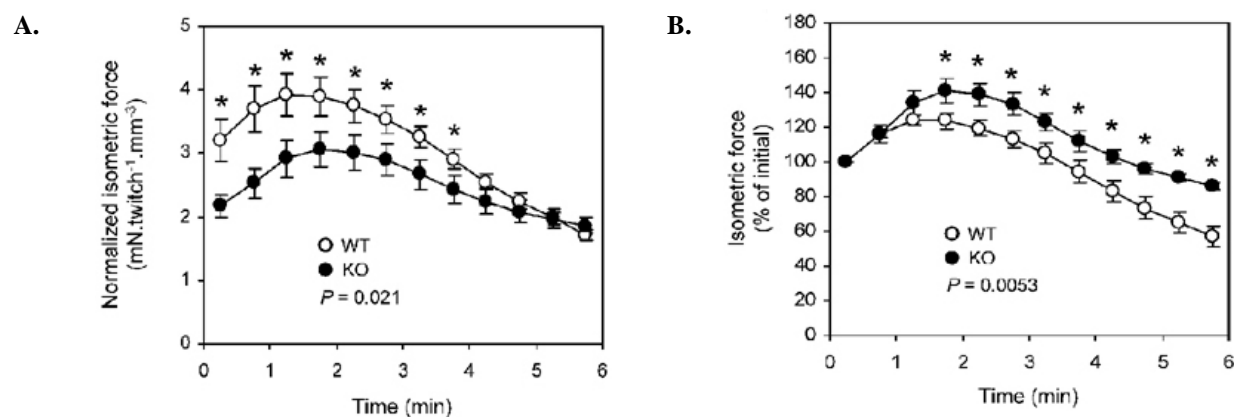 A.
Normalized isometric force
(mN.twitch⁻¹.mm⁻³)
5
4
3
2
1
0
* * * * * * * *
WT
KO
P = 0.021
0 1 2 3 4 5 6
Time (min)
B.
Isometric force
(% of initial)
180
160
140
120
100
80
60
40
20
0
* * * * * * * * *
WT
KO
P = 0.0053
0 1 2 3 4 5 6
Time (min)